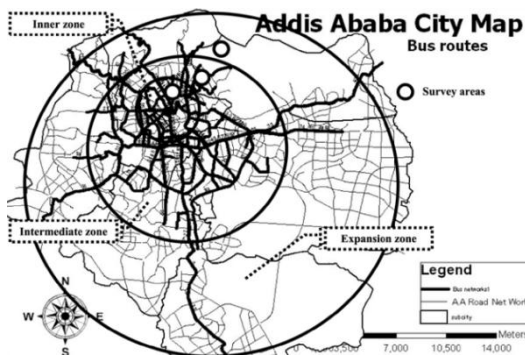 Addis Ababa City Map
Bus routes
Inner zone
Survey areas
Intermediate zone
Expansion zone
N
W
E
S
Legend
Bus network
A.A Road Net Work
subcity
Meters
7,000
10,500
14,000